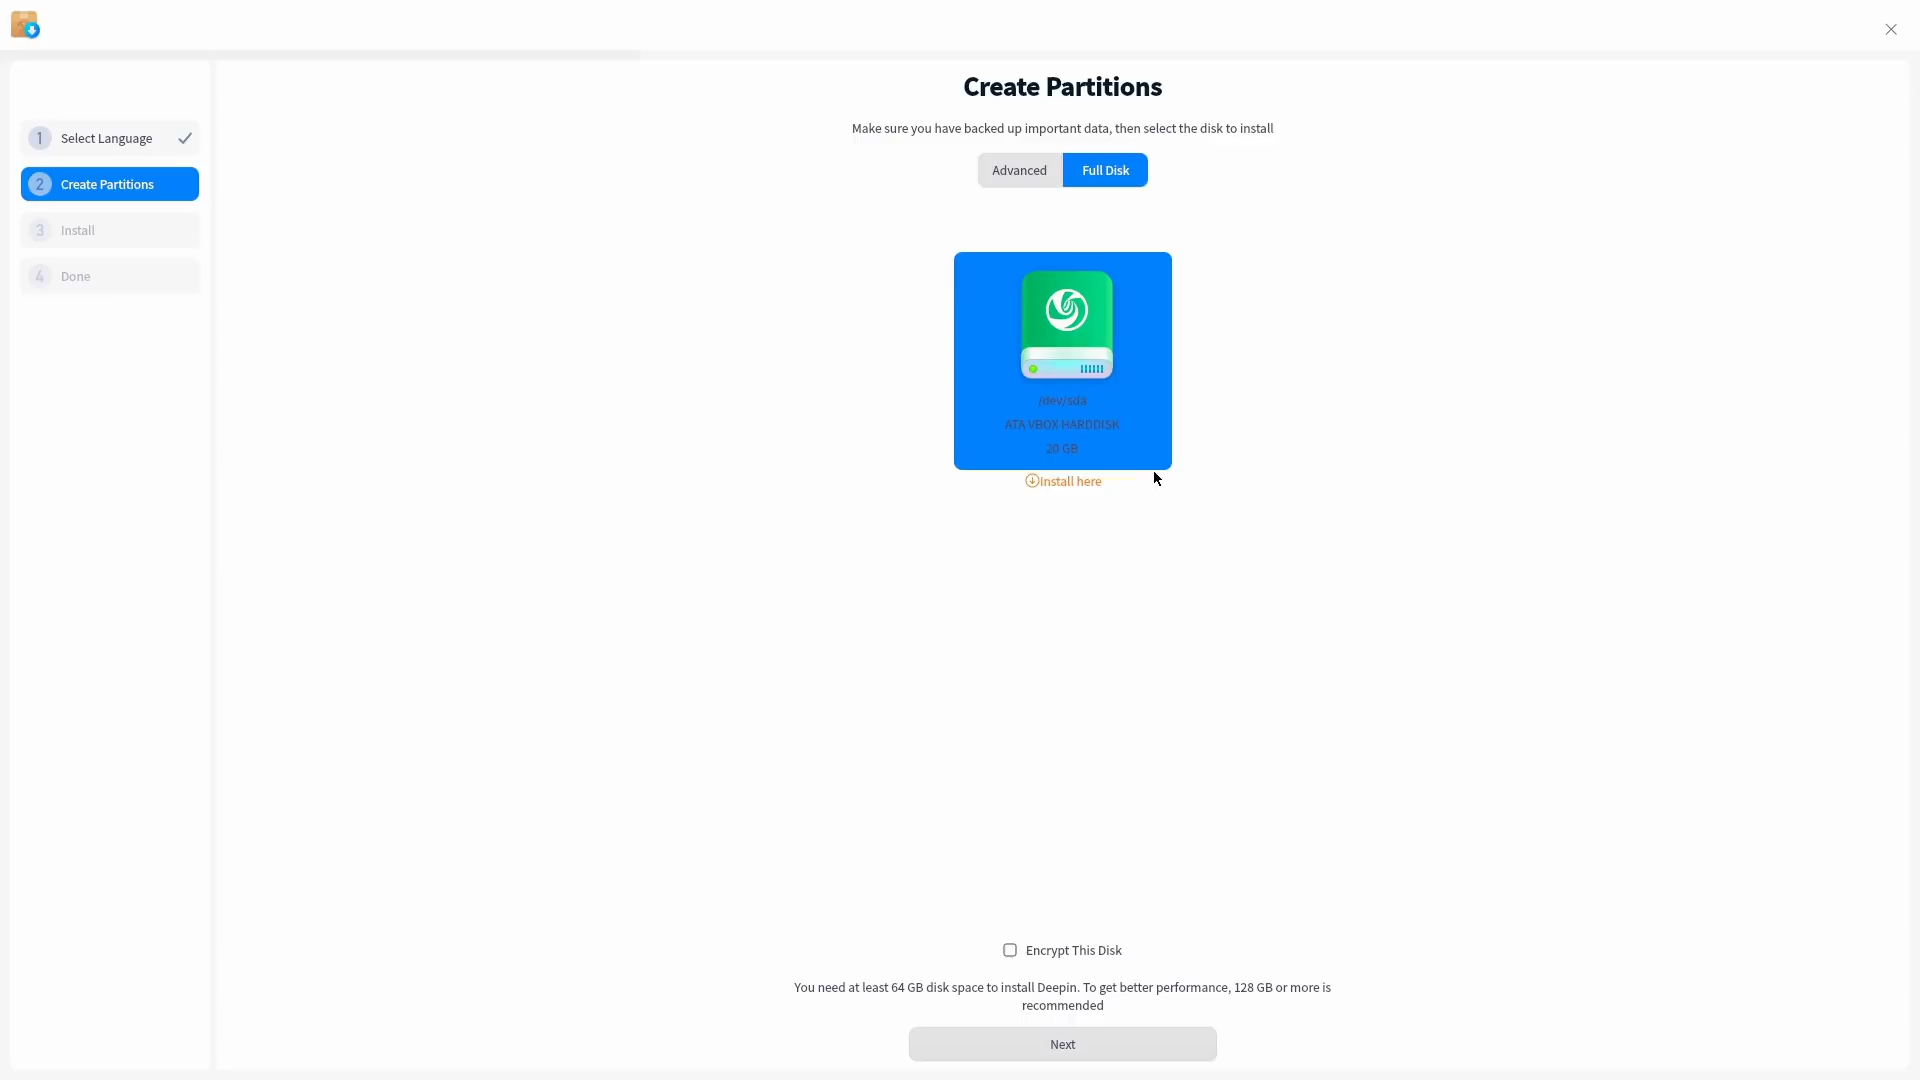 Create Partitions
Make sure you have backed up important data, then select the disk to install
Advanced
Full Disk
1 Select Language
2 Create Partitions
3 Install
4 Done
/dev/sda
ATA VBOX HARDDISK
20 GB
Install here
Encrypt This Disk
You need at least 64 GB disk space to install Deepin. To get better performance, 128 GB or more is
recommended
Next